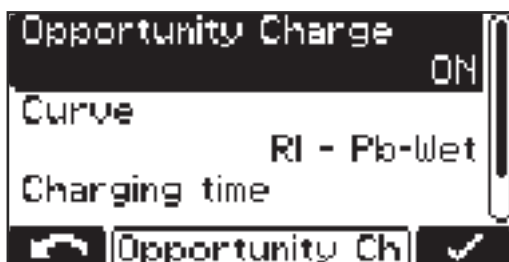 Opportunity Charge
ON
Curve
RI - Pb-Wet
Charging time
Opportunity Ch